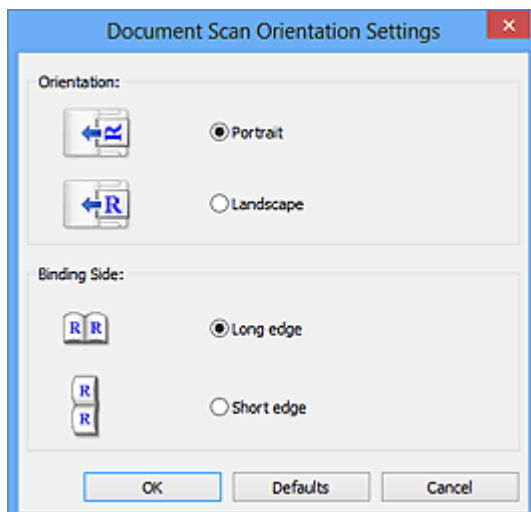 Document Scan Orientation Settings
Orientation:
R
Portrait
R
Landscape
Binding Side:
R R
Long edge
R
R
Short edge
OK Defaults Cancel